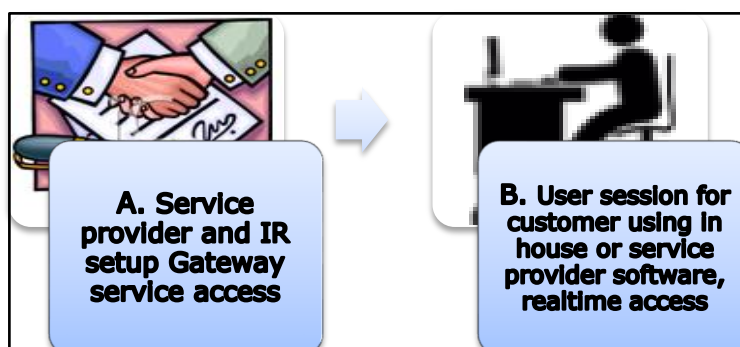 A. Service
provider and IR
setup Gateway
service access
B. User session for
customer using in
house or service
provider software,
realtime access